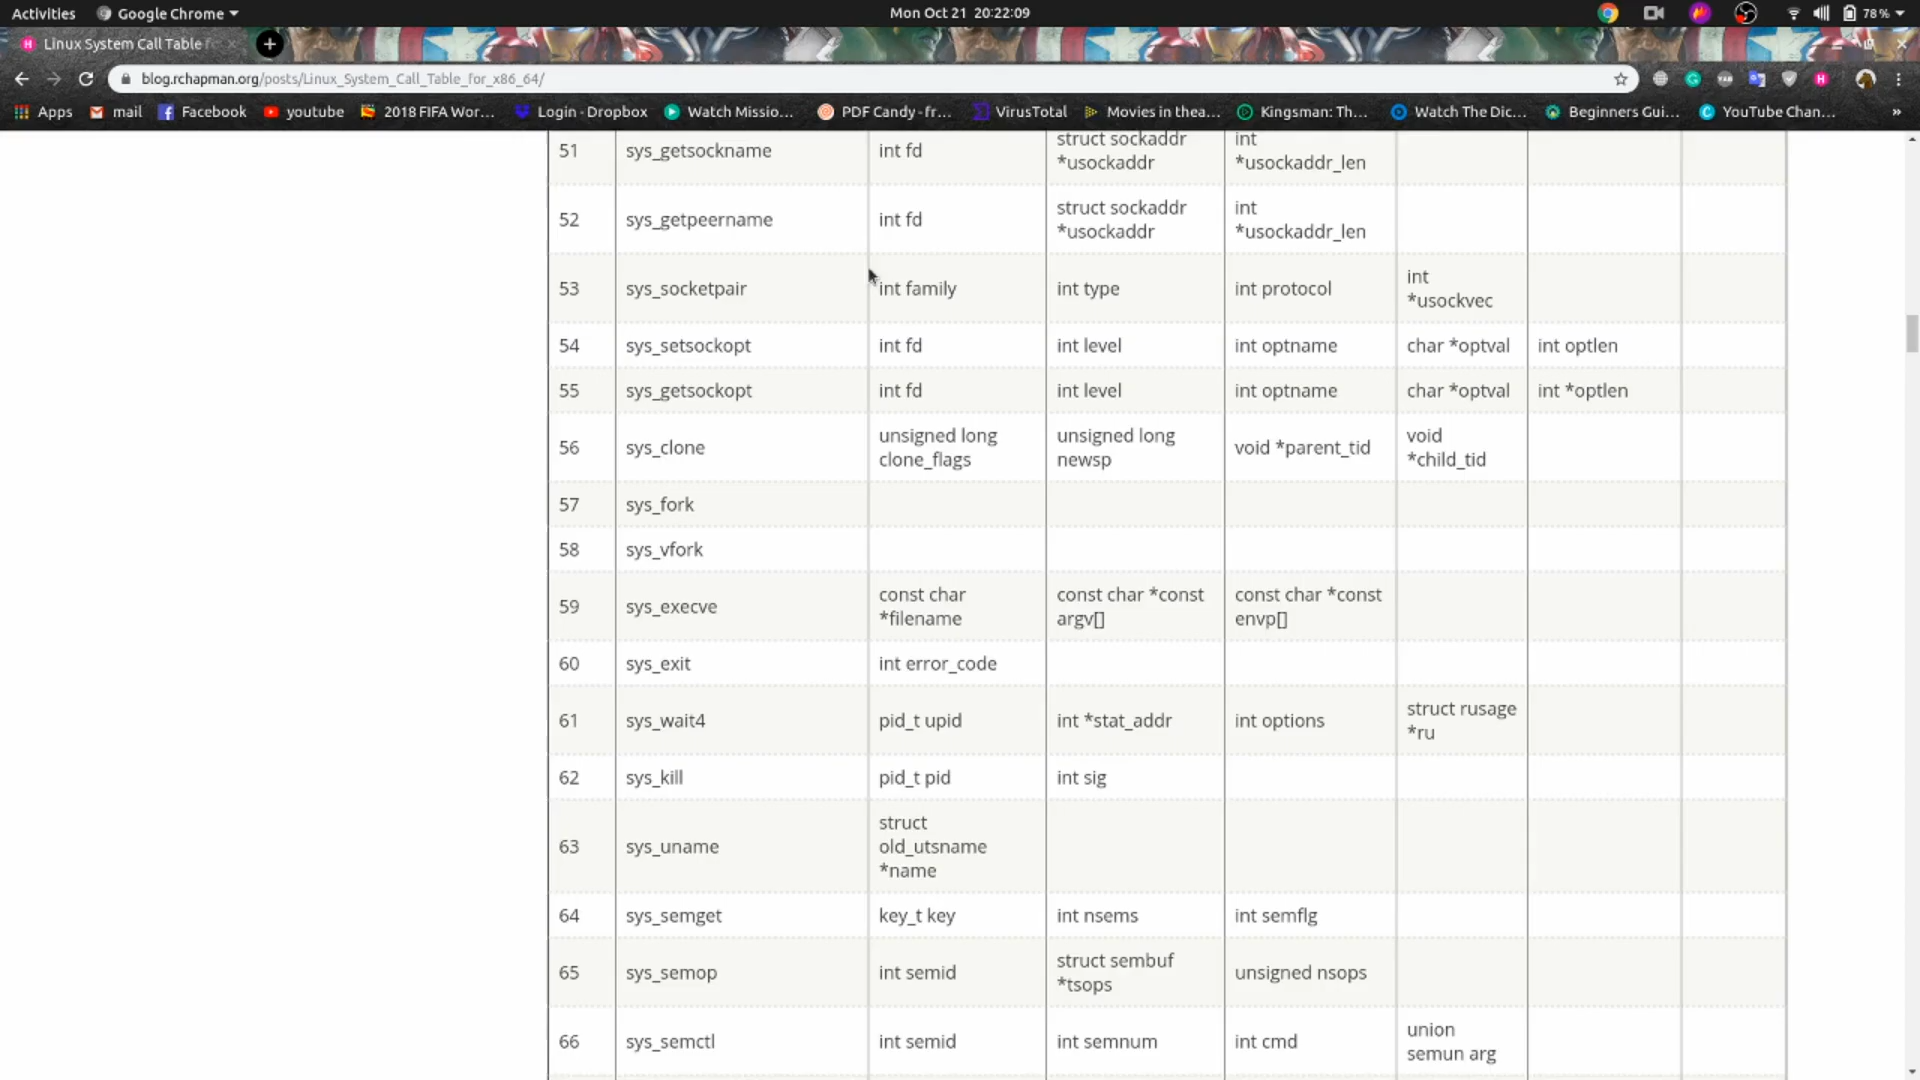 Activities Google Chrome Mon Oct 21 20:22:09 78%
Linux System Call Table f
blog.rchapman.org/posts/Linux_System_Call_Table_for_x86_64/
Apps mail Facebook youtube 2018 FIFA Wor... Login - Dropbox Watch Missio... PDF Candy - fr... VirusTotal Movies in thea... Kingsman: Th... Watch The Dic... Beginners Gui... YouTube Chan... »
51 sys_getsockname int fd struct sockaddr *usockaddr int *usockaddr_len
52 sys_getpeername int fd struct sockaddr *usockaddr int *usockaddr_len
53 sys_socketpair int family int type int protocol int *usockvec
54 sys_setsockopt int fd int level int optname char *optval int optlen
55 sys_getsockopt int fd int level int optname char *optval int *optlen
56 sys_clone unsigned long clone_flags unsigned long newsp void *parent_tid void *child_tid
57 sys_fork
58 sys_vfork
59 sys_execve const char *filename const char *const argv[] const char *const envp[]
60 sys_exit int error_code
61 sys_wait4 pid_t upid int *stat_addr int options struct rusage *ru
62 sys_kill pid_t pid int sig
63 sys_uname struct old_utsname *name
64 sys_semget key_t key int nsems int semflg
65 sys_semop int semid struct sembuf *tsops unsigned nsops
66 sys_semctl int semid int semnum int cmd union semun arg